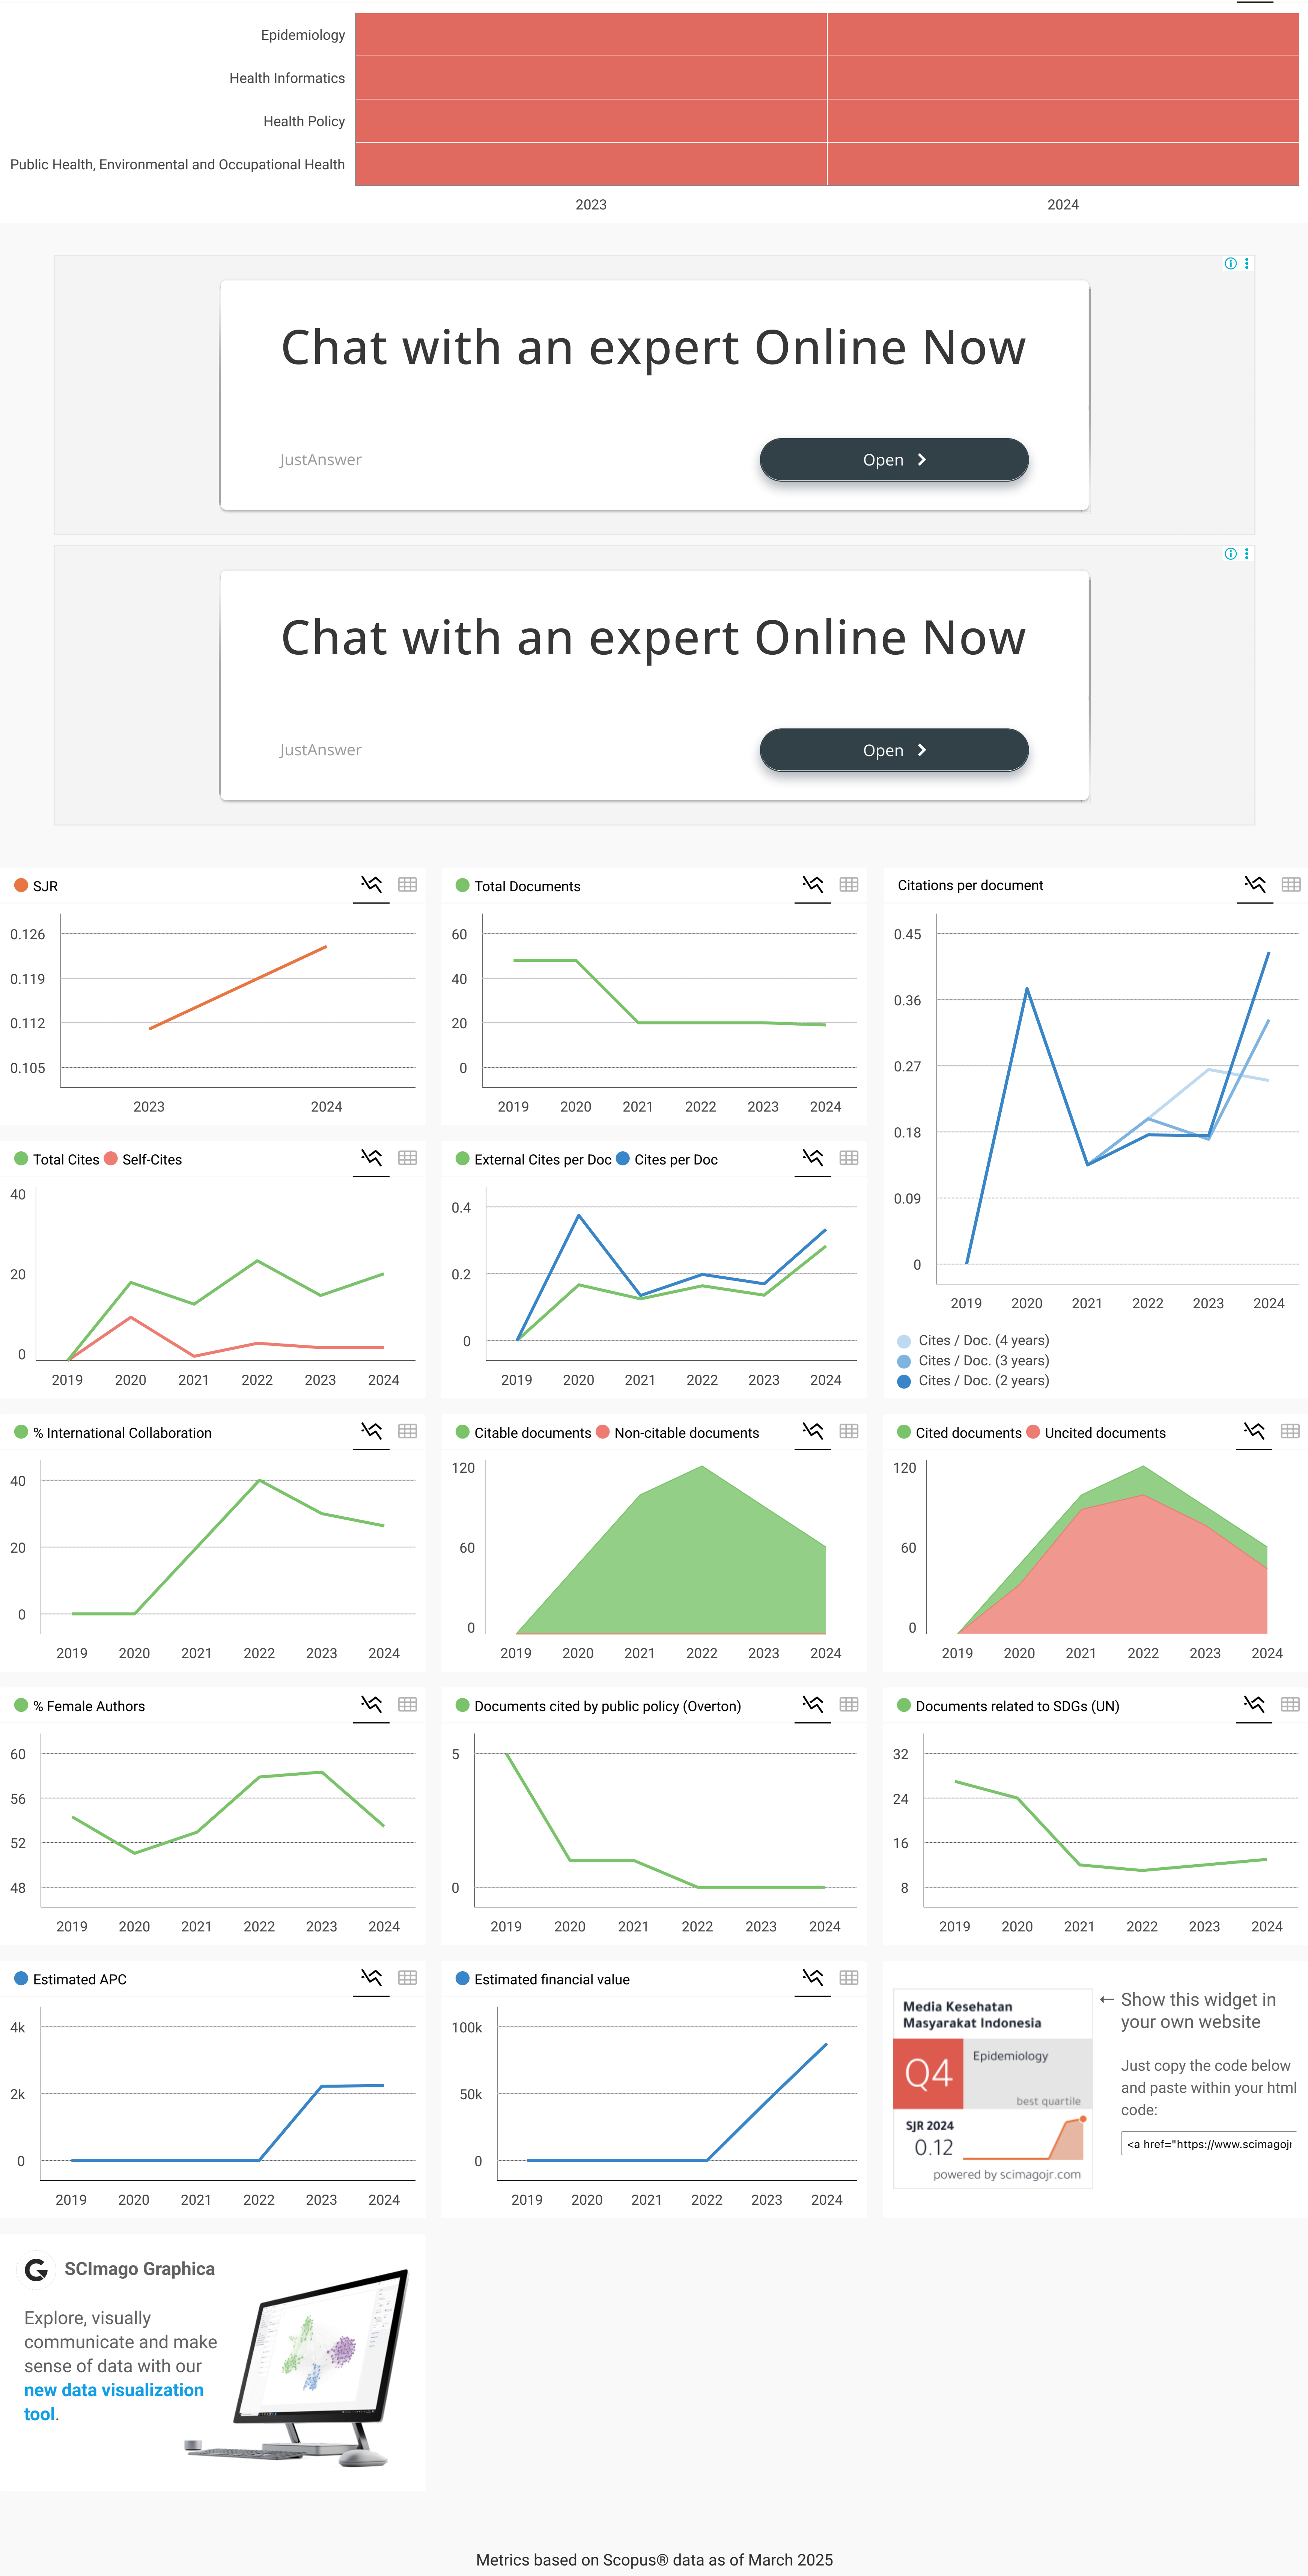 Epidemiology
Health Informatics
Health Policy
Public Health, Environmental and Occupational Health
2023 2024
Chat with an expert Online Now
JustAnswer
Open
Chat with an expert Online Now
JustAnswer
Open
SJR
0.126
0.119
0.112
0.105
2023 2024
Total Documents
60
40
20
0
2019 2020 2021 2022 2023 2024
Citations per document
0.45
0.36
0.27
0.18
0.09
0
2019 2020 2021 2022 2023 2024
Cites / Doc. (4 years)
Cites / Doc. (3 years)
Cites / Doc. (2 years)
Total Cites Self-Cites
40
20
0
2019 2020 2021 2022 2023 2024
External Cites per Doc Cites per Doc
0.4
0.2
0
2019 2020 2021 2022 2023 2024
% International Collaboration
40
20
0
2019 2020 2021 2022 2023 2024
Citable documents Non-citable documents
120
60
0
2019 2020 2021 2022 2023 2024
Cited documents Uncited documents
120
60
0
2019 2020 2021 2022 2023 2024
% Female Authors
60
56
52
48
2019 2020 2021 2022 2023 2024
Documents cited by public policy (Overton)
5
0
2019 2020 2021 2022 2023 2024
Documents related to SDGs (UN)
32
24
16
8
2019 2020 2021 2022 2023 2024
Estimated APC
4k
2k
0
2019 2020 2021 2022 2023 2024
Estimated financial value
100k
50k
0
2019 2020 2021 2022 2023 2024
Media Kesehatan
Masyarakat Indonesia
Q4
Epidemiology
best quartile
SJR 2024
0.12
powered by scimagojr.com
← Show this widget in
your own website
Just copy the code below
and paste within your html
code:
<a href="https://www.scimagojr
SCImago Graphica
Explore, visually
communicate and make
sense of data with our
new data visualization
tool.
Metrics based on Scopus® data as of March 2025